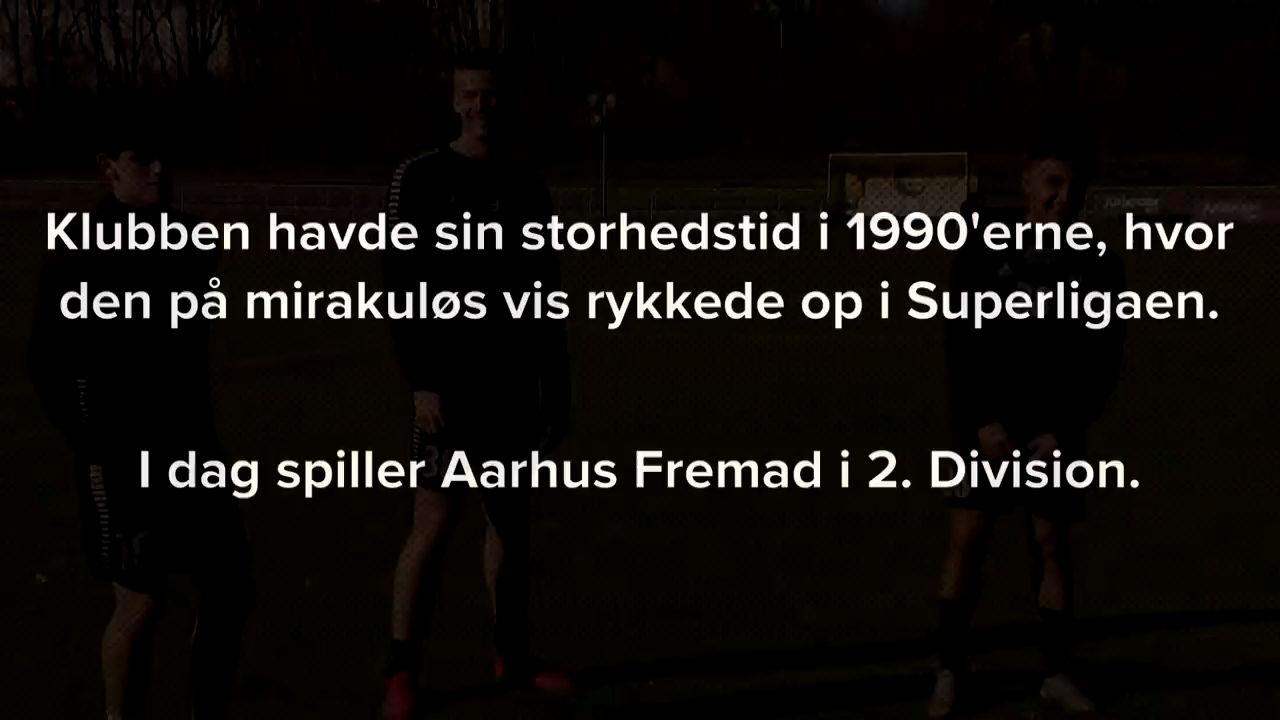 Klubben havde sin storhedstid i 1990'erne, hvor
den på mirakuløs vis rykkede op i Superligaen.
I dag spiller Aarhus Fremad i 2. Division.